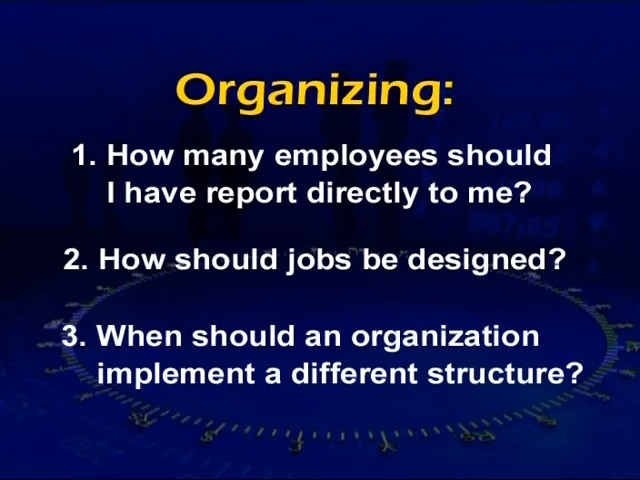 Organizing:
1. How many employees should
I have report directly to me?
2. How should jobs be designed?
3. When should an organization
implement a different structure?